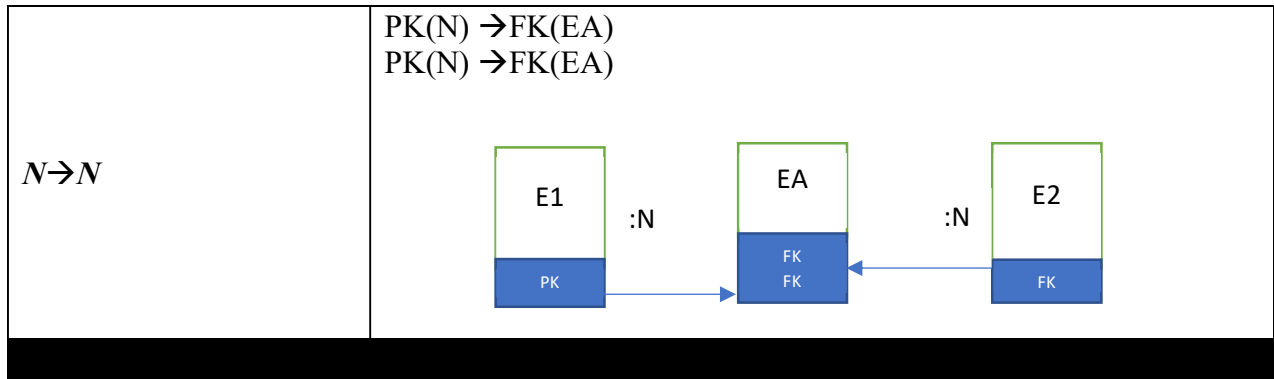 PK(N) →FK(EA)
PK(N) →FK(EA)
N→N
E1
:N
PK
EA
FK
FK
:N
E2
FK